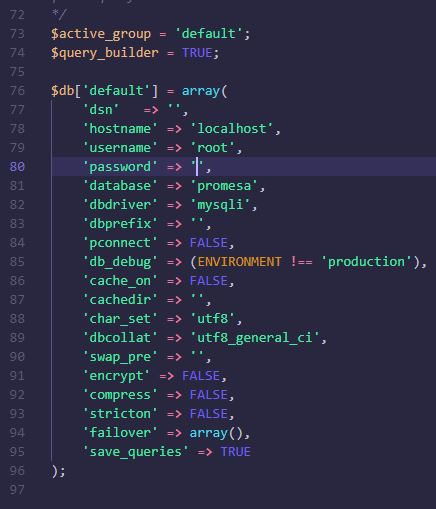 72 */
73 $active_group = 'default';
74 $query_builder = TRUE;
75
76 $db['default'] = array(
77     'dsn'   => '',
78     'hostname' => 'localhost',
79     'username' => 'root',
80     'password' => '',
81     'database' => 'promesa',
82     'dbdriver' => 'mysqli',
83     'dbprefix' => '',
84     'pconnect' => FALSE,
85     'db_debug' => (ENVIRONMENT !== 'production'),
86     'cache_on' => FALSE,
87     'cachedir' => '',
88     'char_set' => 'utf8',
89     'dbcollat' => 'utf8_general_ci',
90     'swap_pre' => '',
91     'encrypt' => FALSE,
92     'compress' => FALSE,
93     'stricton' => FALSE,
94     'failover' => array(),
95     'save_queries' => TRUE
96 );
97